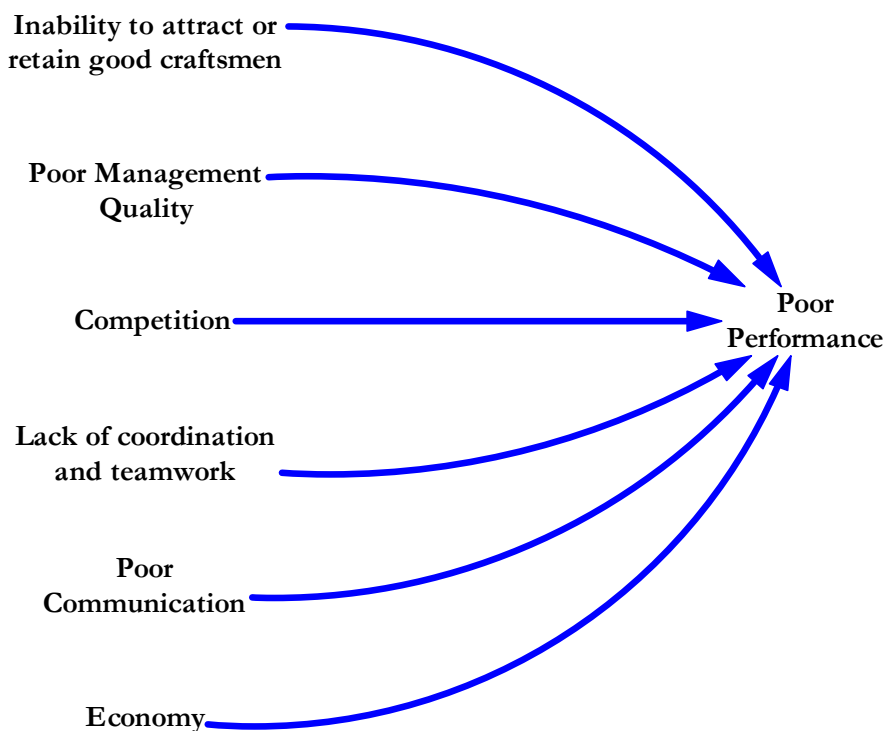 Inability to attract or
retain good craftsmen
Poor Management
Quality
Competition
Poor
Performance
Lack of coordination
and teamwork
Poor
Communication
Economy